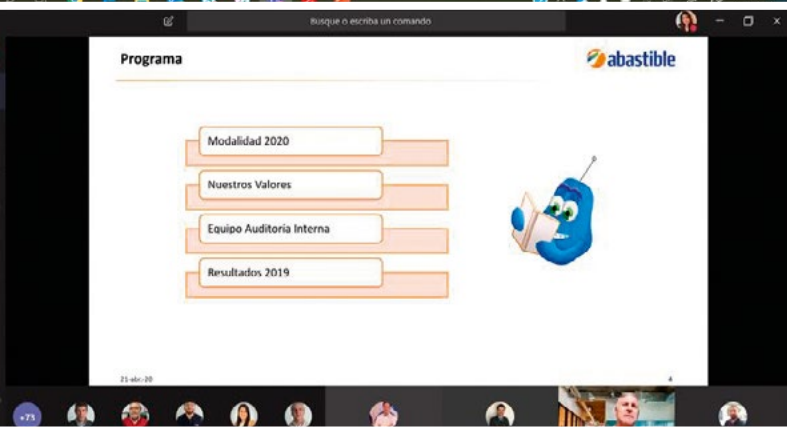 Busque o escriba un comando
Programa
abastible
Modalidad 2020
Nuestros Valores
Equipo Auditoria Interna
Resultados 2019
21-abr.-20
4
+73